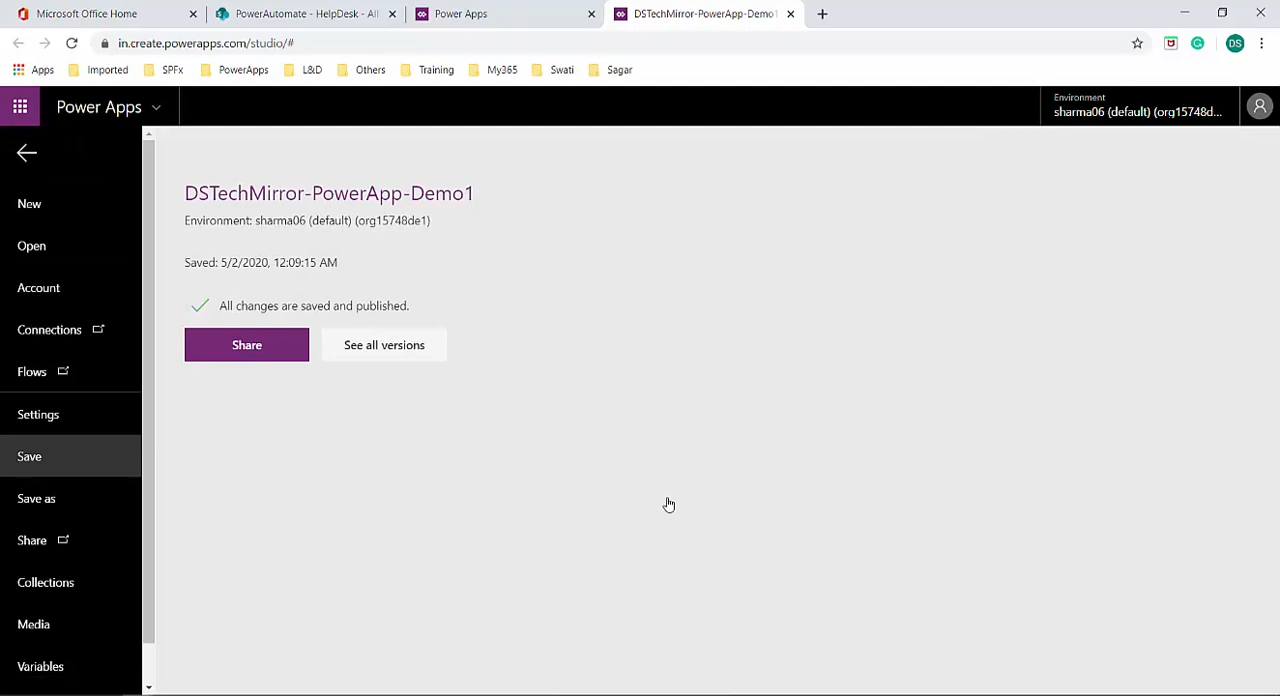 Microsoft Office Home
PowerAutomate - HelpDesk - All
Power Apps
DSTechMirror-PowerApp-Demo1
in.create.powerapps.com/studio/#
DS
Apps
Imported
SPFx
PowerApps
L&D
Others
Training
My365
Swati
Sagar
Power Apps
Environment
sharma06 (default) (org15748d...
New
Open
Account
Connections
Flows
Settings
Save
Save as
Share
Collections
Media
Variables
DSTechMirror-PowerApp-Demo1
Environment: sharma06 (default) (org15748de1)
Saved: 5/2/2020, 12:09:15 AM
All changes are saved and published.
Share
See all versions